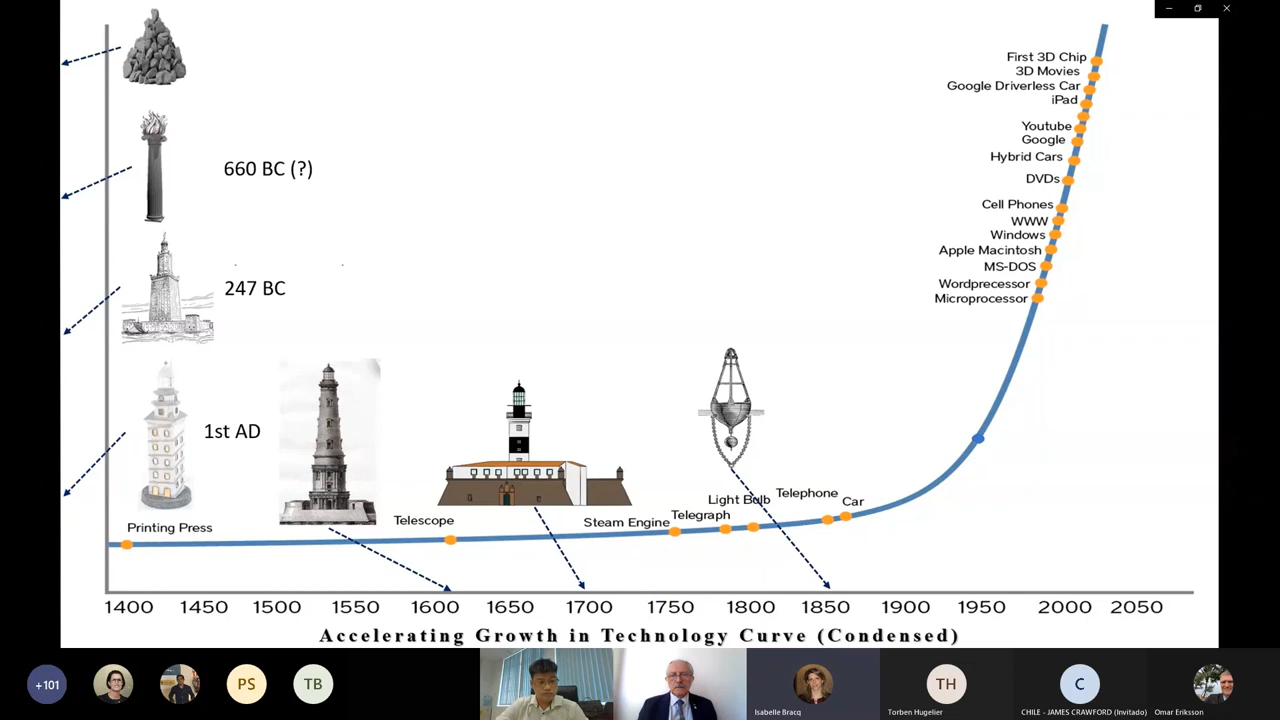 First 3D Chip
3D Movies
Google Driverless Car
iPad
Youtube
Google
Hybrid Cars
DVDs
Cell Phones
WWW
Windows
Apple Macintosh
MS-DOS
Wordprecessor
Microprocessor
660 BC (?)
247 BC
1st AD
Printing Press
Telescope
Steam Engine
Telegraph
Light Bulb
Telephone
Car
1400 1450 1500 1550 1600 1650 1700 1750 1800 1850 1900 1950 2000 2050
Accelerating Growth in Technology Curve (Condensed)
+101
PS
TB
TH
C
Isabelle Bracq
Torben Hugelier
CHILE - JAMES CRAWFORD (Invitado)
Omar Eriksson